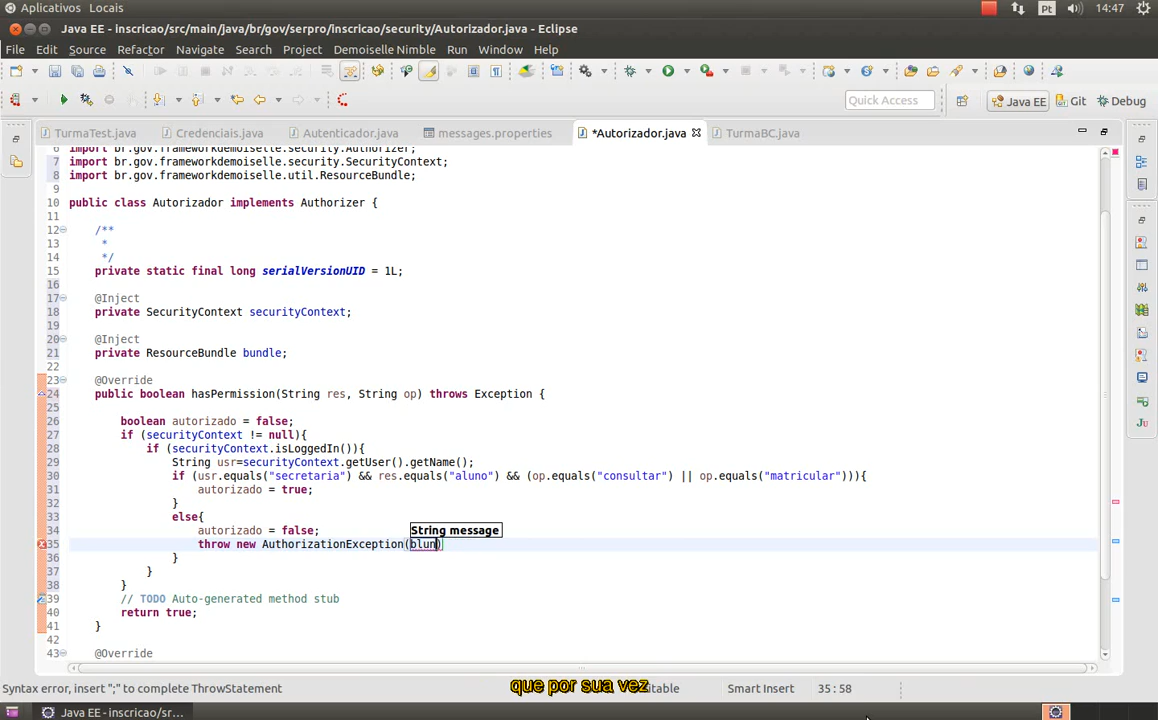 Aplicativos Locais Pt 14:47
Java EE - inscricao/src/main/java/br/gov/serpro/inscricao/security/Autorizador.java - Eclipse
File Edit Source Refactor Navigate Search Project Demoiselle Nimble Run Window Help
Quick Access Java EE Git Debug
TurmaTest.java Credenciais.java Autenticador.java messages.properties *Autorizador.java TurmaBC.java
6 import br.gov.frameworkdemoiselle.security.Authorizer;
7 import br.gov.frameworkdemoiselle.security.SecurityContext;
8 import br.gov.frameworkdemoiselle.util.ResourceBundle;
9
10 public class Autorizador implements Authorizer {
11
12 /**
13 *
14 */
15 private static final long serialVersionUID = 1L;
16
17 @Inject
18 private SecurityContext securityContext;
19
20 @Inject
21 private ResourceBundle bundle;
22
23 @Override
24 public boolean hasPermission(String res, String op) throws Exception {
25
26 boolean autorizado = false;
27 if (securityContext != null){
28 if (securityContext.isLoggedIn()){
29 String usr=securityContext.getUser().getName();
30 if (usr.equals("secretaria") && res.equals("aluno") && (op.equals("consultar") || op.equals("matricular"))){
31 autorizado = true;
32 }
33 else{
34 autorizado = false;
String message
35 throw new AuthorizationException(blun)
36 }
37 }
38 }
39 // TODO Auto-generated method stub
40 return true;
41 }
42
43 @Override
que por sua vez
Syntax error, insert ";" to complete ThrowStatement Smart Insert 35:58
Java EE - inscricao/sr...